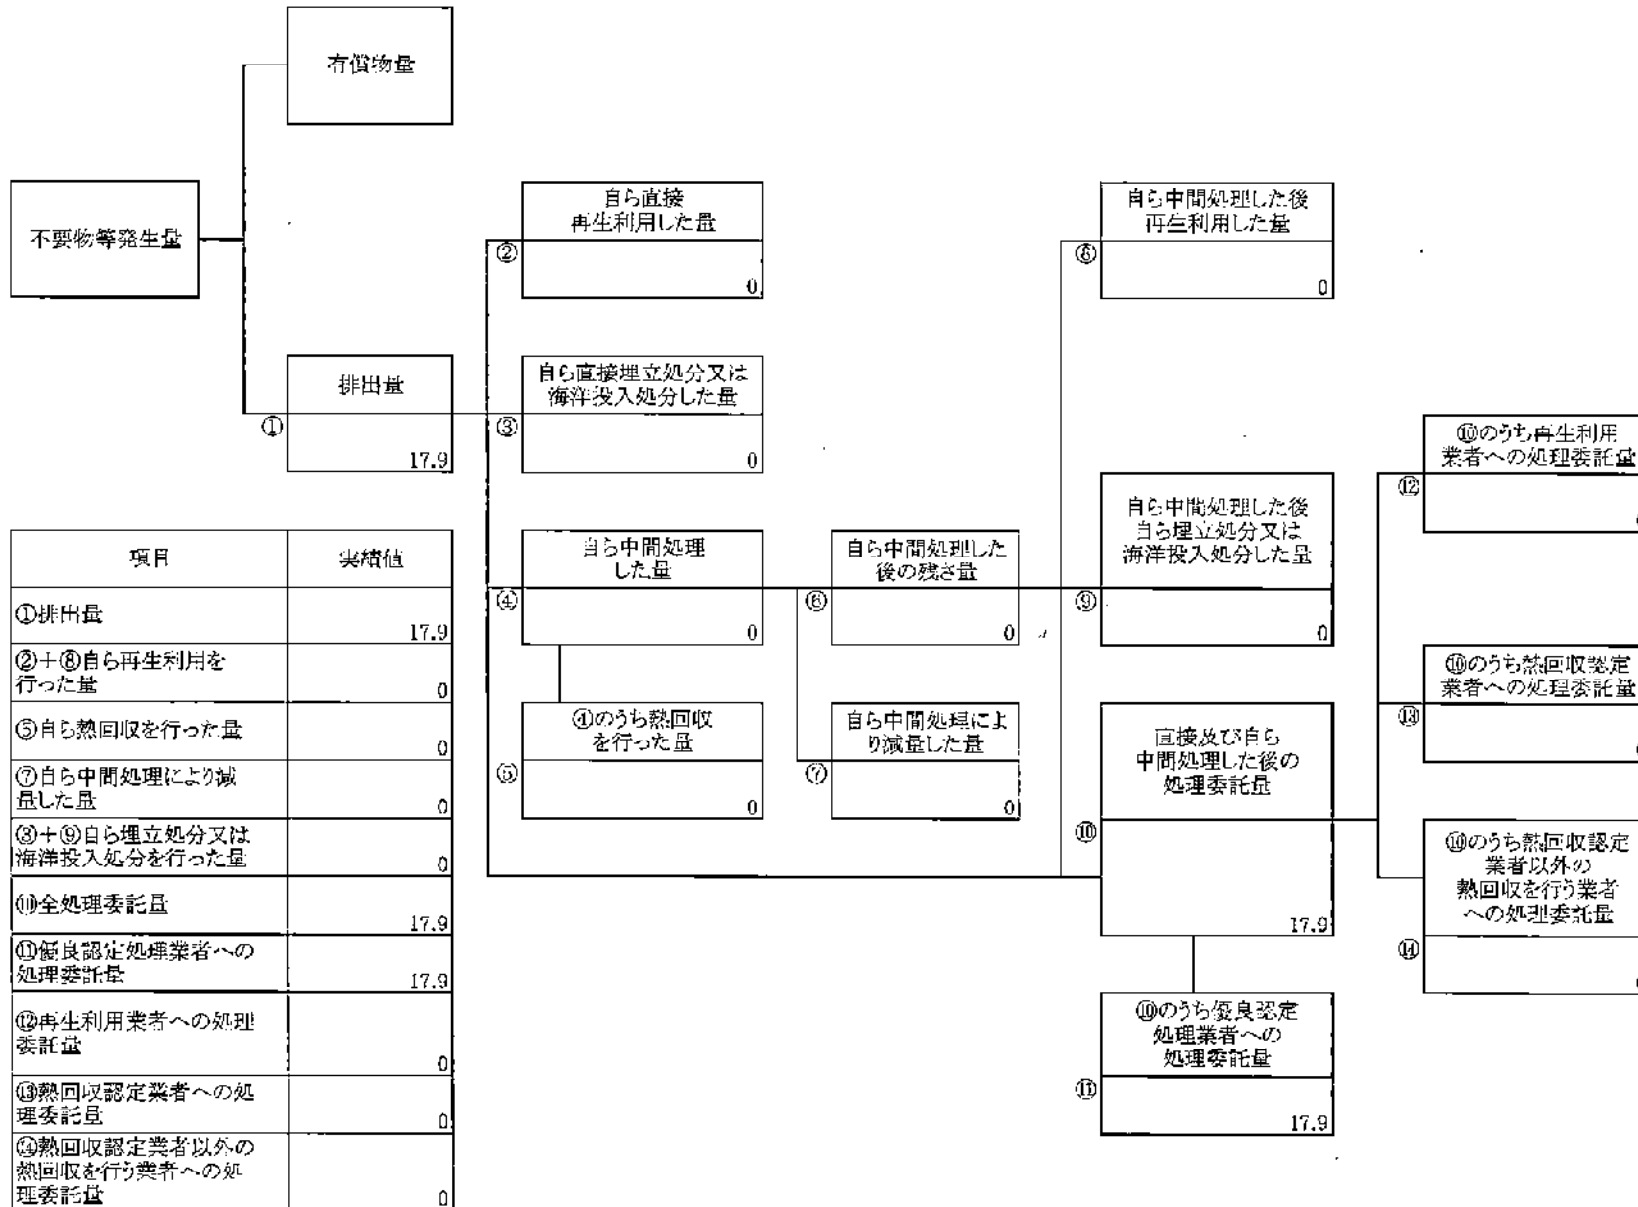 有償物量
不要物等発生量
自ら直接
再生利用した量
②
0
自ら中間処理した後
再生利用した量
⑧
0
排出量
①
17.9
自ら直接埋立処分又は
海洋投入処分した量
③
0
⑩のうち再生利用
業者への処理委託量
⑫
自ら中間処理
した量
④
0
自ら中間処理した
後の残さ量
⑥
0
自ら中間処理した後
自ら埋立処分又は
海洋投入処分した量
⑨
0
⑩のうち熱回収認定
業者への処理委託量
⑬
④のうち熱回収
を行った量
⑤
0
自ら中間処理によ
り減量した量
⑦
0
直接及び自ら
中間処理した後の
処理委託量
⑩
17.9
⑩のうち熱回収認定
業者以外の
熱回収を行う業者
への処理委託量
⑭
⑩のうち優良認定
処理業者への
処理委託量
⑪
17.9
項目 実績値
①排出量
17.9
②+⑧自ら再生利用を
行った量
0
⑤自ら熱回収を行った量
0
⑦自ら中間処理により減
量した量
0
③+⑨自ら埋立処分又は
海洋投入処分を行った量
0
⑩全処理委託量
17.9
⑪優良認定処理業者への
処理委託量
17.9
⑫再生利用業者への処理
委託量
0
⑬熱回収認定業者への処
理委託量
0
⑭熱回収認定業者以外の
熱回収を行う業者への処
理委託量
0